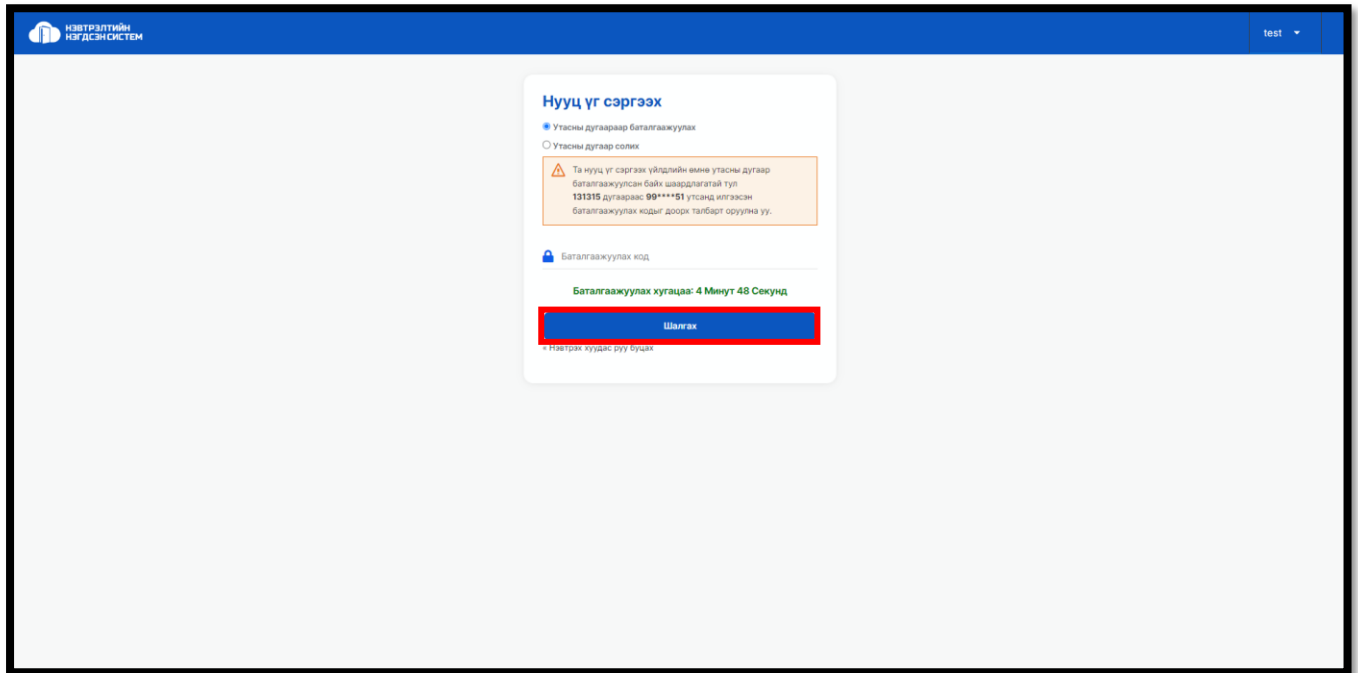 НЭВТРЭЛТИЙН
НЭГДСЭН СИСТЕМ
test
Нууц үг сэргээх
Утасны дугаараар баталгаажуулах
Утасны дугаар солих
Та нууц үг сэргээх үйлдлийн өмнө утасны дугаар
баталгаажуулсан байх шаардлагатай тул
131315 дугаараас 99****51 утсанд илгээсэн
баталгаажуулах кодыг доорх талбарт оруулна уу.
Баталгаажуулах код
Баталгаажуулах хугацаа: 4 Минут 48 Секунд
Шалгах
« Нэвтрэх хуудас руу буцах